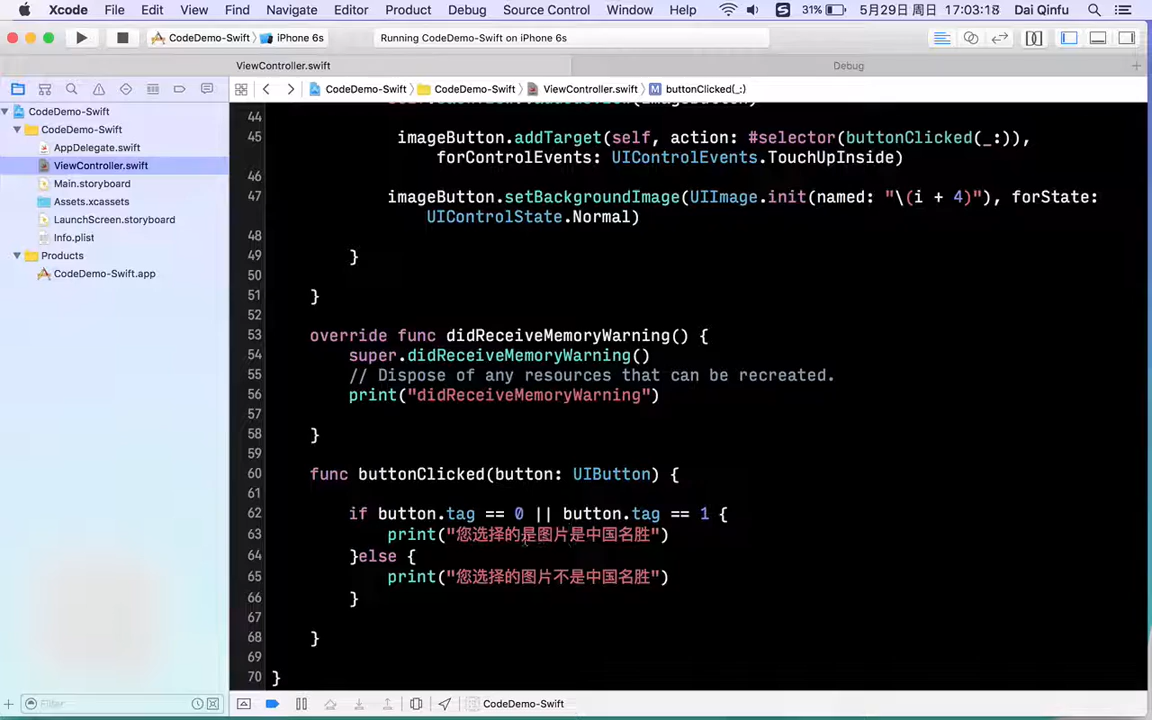 Xcode File Edit View Find Navigate Editor Product Debug Source Control Window Help 31% 5月29日 周日 17:03:18 Dai Qinfu
CodeDemo-Swift iPhone 6s Running CodeDemo-Swift on iPhone 6s
ViewController.swift Debug
CodeDemo-Swift CodeDemo-Swift ViewController.swift buttonClicked(_:)
CodeDemo-Swift
CodeDemo-Swift
AppDelegate.swift
ViewController.swift
Main.storyboard
Assets.xcassets
LaunchScreen.storyboard
Info.plist
Products
CodeDemo-Swift.app
Filter
44
45 imageButton.addTarget(self, action: #selector(buttonClicked(_:)),
forControlEvents: UIControlEvents.TouchUpInside)
46
47 imageButton.setBackgroundImage(UIImage.init(named: "\(i + 4)"), forState:
UIControlState.Normal)
48
49 }
50
51 }
52
53 override func didReceiveMemoryWarning() {
54 super.didReceiveMemoryWarning()
55 // Dispose of any resources that can be recreated.
56 print("didReceiveMemoryWarning")
57
58 }
59
60 func buttonClicked(button: UIButton) {
61
62 if button.tag == 0 || button.tag == 1 {
63 print("您选择的是图片是中国名胜")
64 }else {
65 print("您选择的图片不是中国名胜")
66 }
67
68 }
69
70 }
CodeDemo-Swift